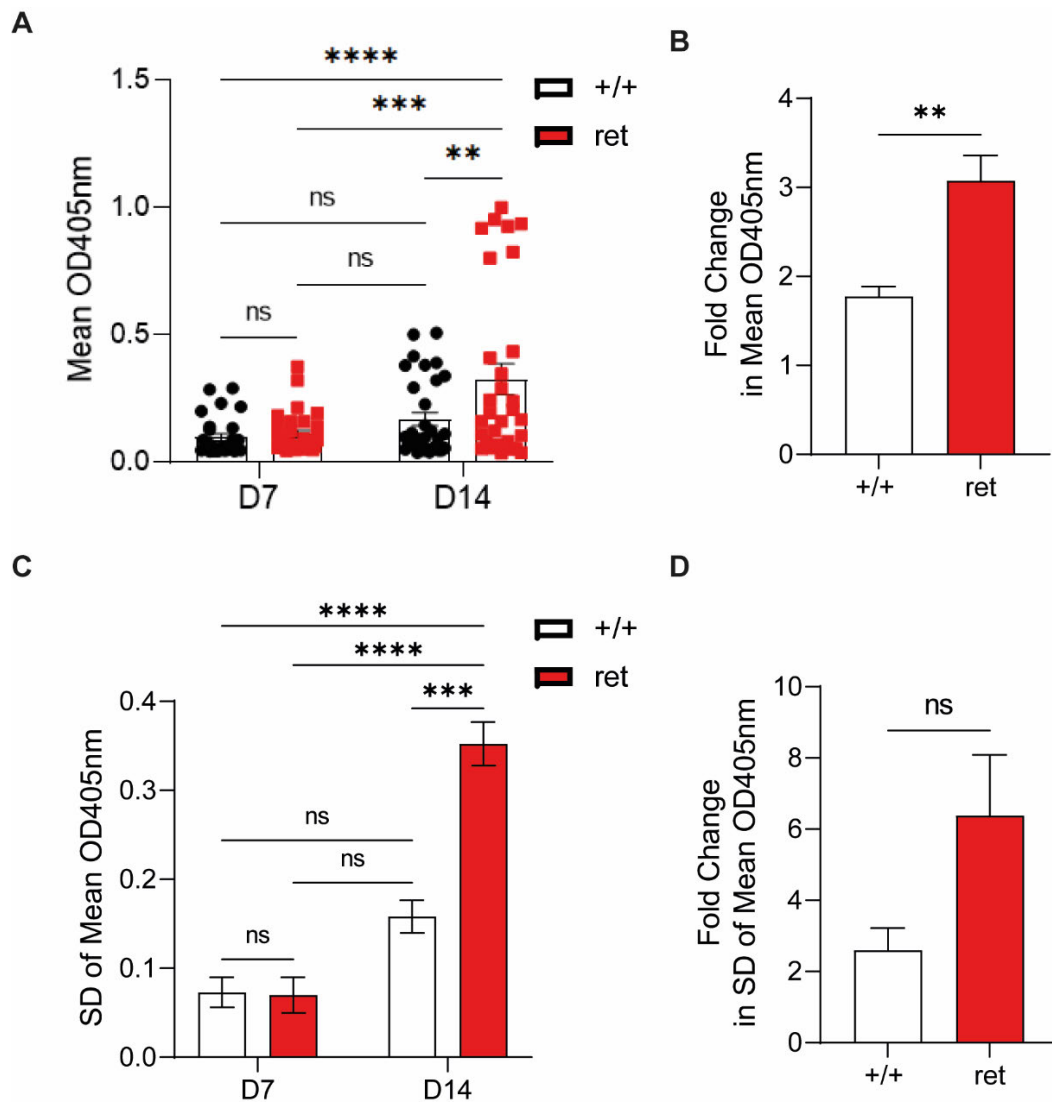 A
Mean OD405nm
1.5
1.0
0.5
0.0
****
***
**
ns
ns
ns
D7
D14
+/+
ret
B
Fold Change
in Mean OD405nm
4
3
2
1
0
**
+/+
ret
C
SD of Mean OD405nm
0.4
0.3
0.2
0.1
0.0
****
****
***
ns
ns
ns
D7
D14
+/+
ret
D
Fold Change
in SD of Mean OD405nm
10
8
6
4
2
0
ns
+/+
ret